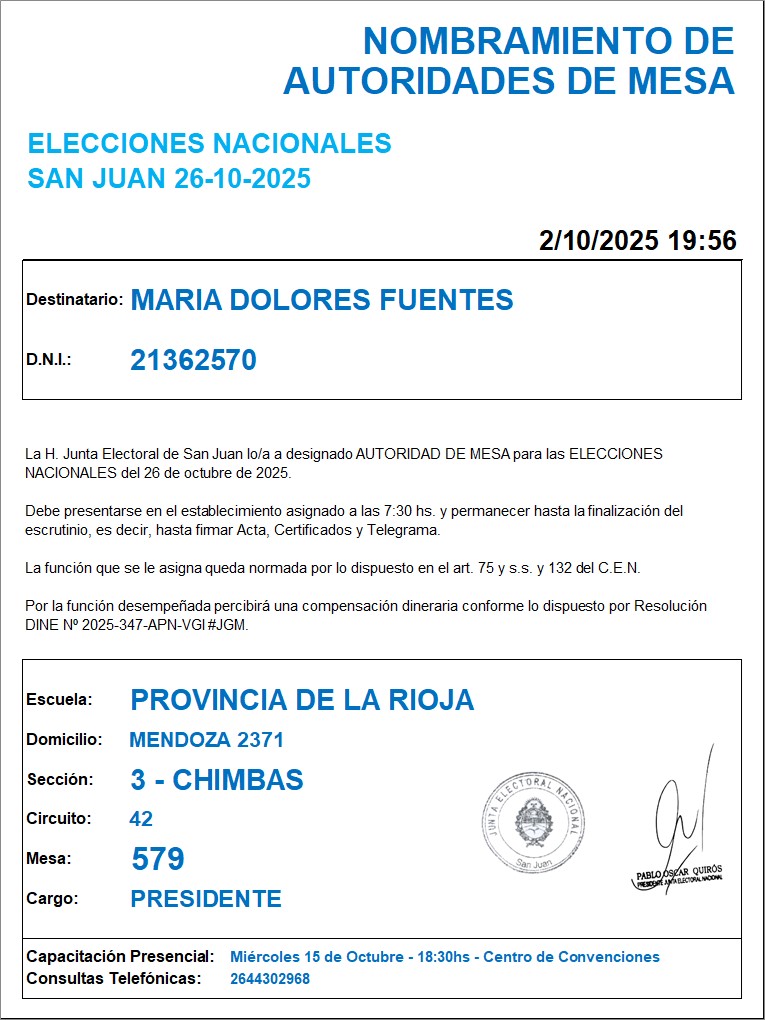 NOMBRAMIENTO DE
AUTORIDADES DE MESA
ELECCIONES NACIONALES
SAN JUAN 26-10-2025
2/10/2025 19:56
Destinatario: MARIA DOLORES FUENTES
D.N.I.: 21362570
La H. Junta Electoral de San Juan lo/a a designado AUTORIDAD DE MESA para las ELECCIONES
NACIONALES del 26 de octubre de 2025.
Debe presentarse en el establecimiento asignado a las 7:30 hs. y permanecer hasta la finalización del
escrutinio, es decir, hasta firmar Acta, Certificados y Telegrama.
La función que se le asigna queda normada por lo dispuesto en el art. 75 y s.s. y 132 del C.E.N.
Por la función desempeñada percibirá una compensación dineraria conforme lo dispuesto por Resolución
DINE Nº 2025-347-APN-VGI#JGM.
Escuela: PROVINCIA DE LA RIOJA
Domicilio: MENDOZA 2371
Sección: 3 - CHIMBAS
Circuito: 42
Mesa: 579
Cargo: PRESIDENTE
JUNTA ELECTORAL NACIONAL
San Juan
PABLO OSCAR QUIRÓS
PRESIDENTE JUNTA ELECTORAL NACIONAL
Capacitación Presencial: Miércoles 15 de Octubre - 18:30hs - Centro de Convenciones
Consultas Telefónicas: 2644302968